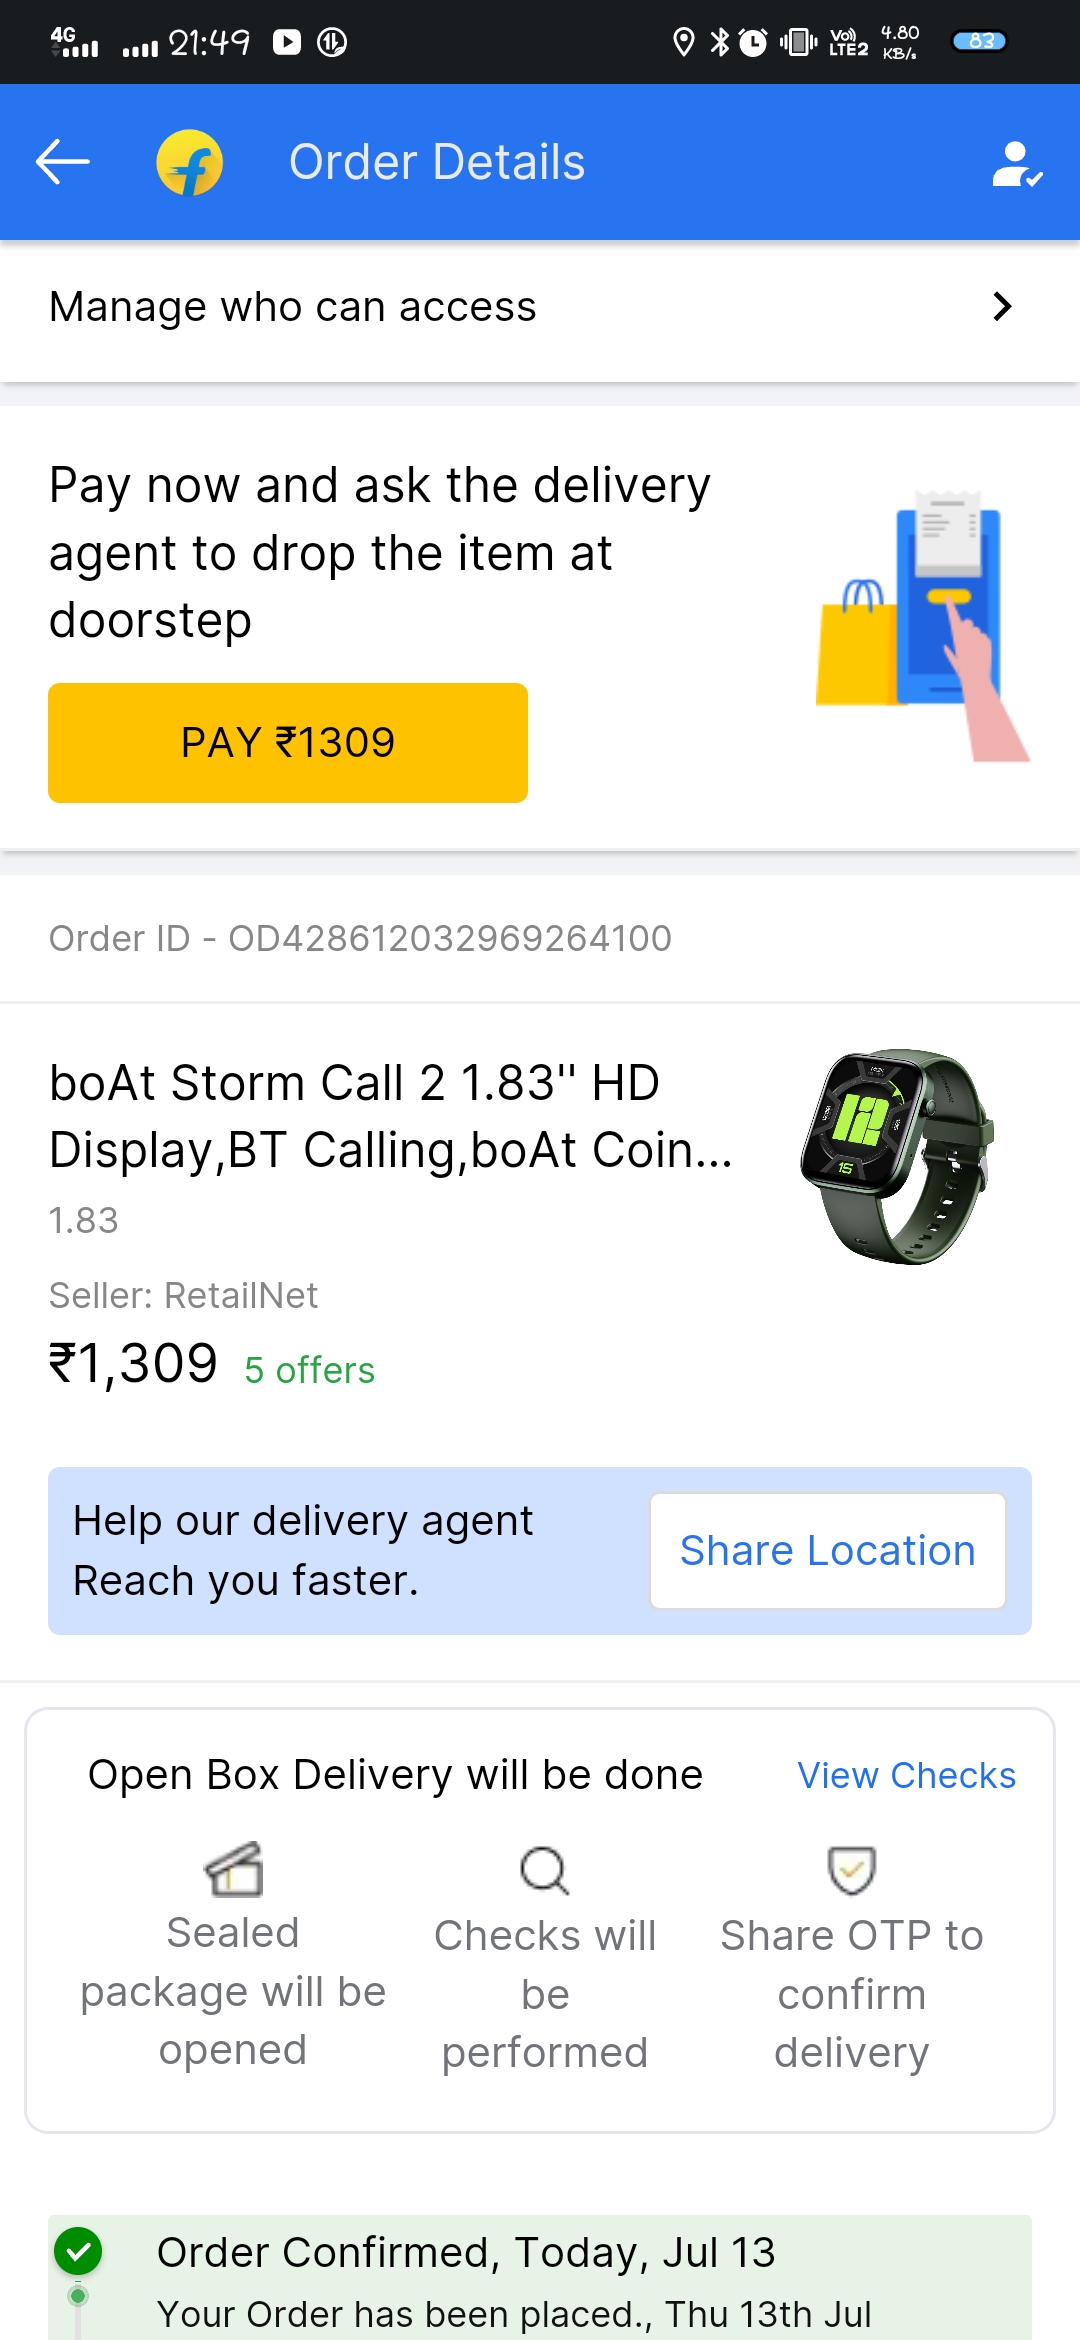 4G 21:49 Vo)) LTE2 4.80 KB/s 83
Order Details
Manage who can access
Pay now and ask the delivery
agent to drop the item at
doorstep
PAY ₹1309
Order ID - OD428612032969264100
boAt Storm Call 2 1.83'' HD
Display,BT Calling,boAt Coin...
1.83
Seller: RetailNet
₹1,309 5 offers
Help our delivery agent
Reach you faster.
Share Location
Open Box Delivery will be done
View Checks
Sealed
package will be
opened
Checks will
be
performed
Share OTP to
confirm
delivery
Order Confirmed, Today, Jul 13
Your Order has been placed., Thu 13th Jul